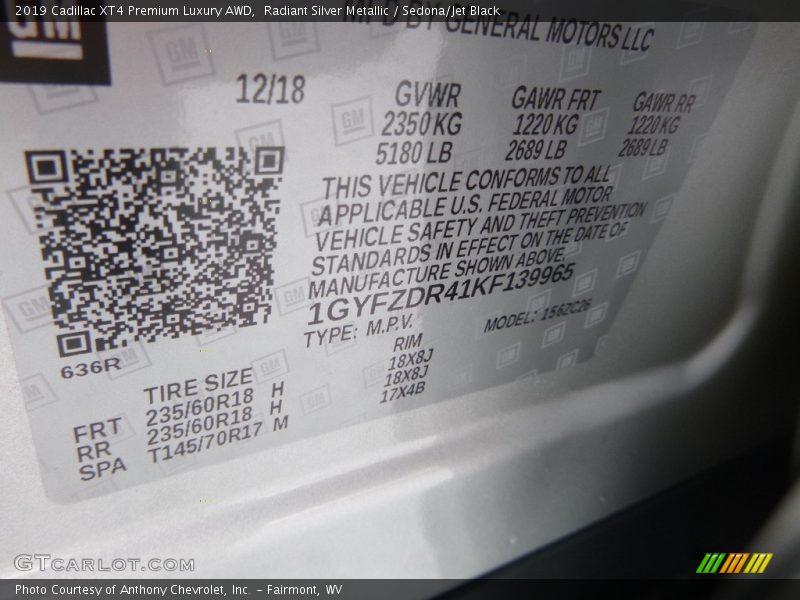 2019 Cadillac XT4 Premium Luxury AWD,  Radiant Silver Metallic / Sedona/Jet Black
GM
MFD BY GENERAL MOTORS LLC
12/18
GVWR GAWR FRT GAWR RR
2350 KG 1220 KG 1220 KG
5180 LB 2689 LB 2689 LB
THIS VEHICLE CONFORMS TO ALL
APPLICABLE U.S. FEDERAL MOTOR
VEHICLE SAFETY AND THEFT PREVENTION
STANDARDS IN EFFECT ON THE DATE OF
MANUFACTURE SHOWN ABOVE.
1GYFZDR41KF139965
TYPE: M.P.V. MODEL: 156ZC26
636R
TIRE SIZE RIM
FRT 235/60R18 H 18X8J
RR 235/60R18 H 18X8J
SPA T145/70R17 M 17X4B
GTCARLOT.COM
Photo Courtesy of Anthony Chevrolet, Inc. – Fairmont, WV